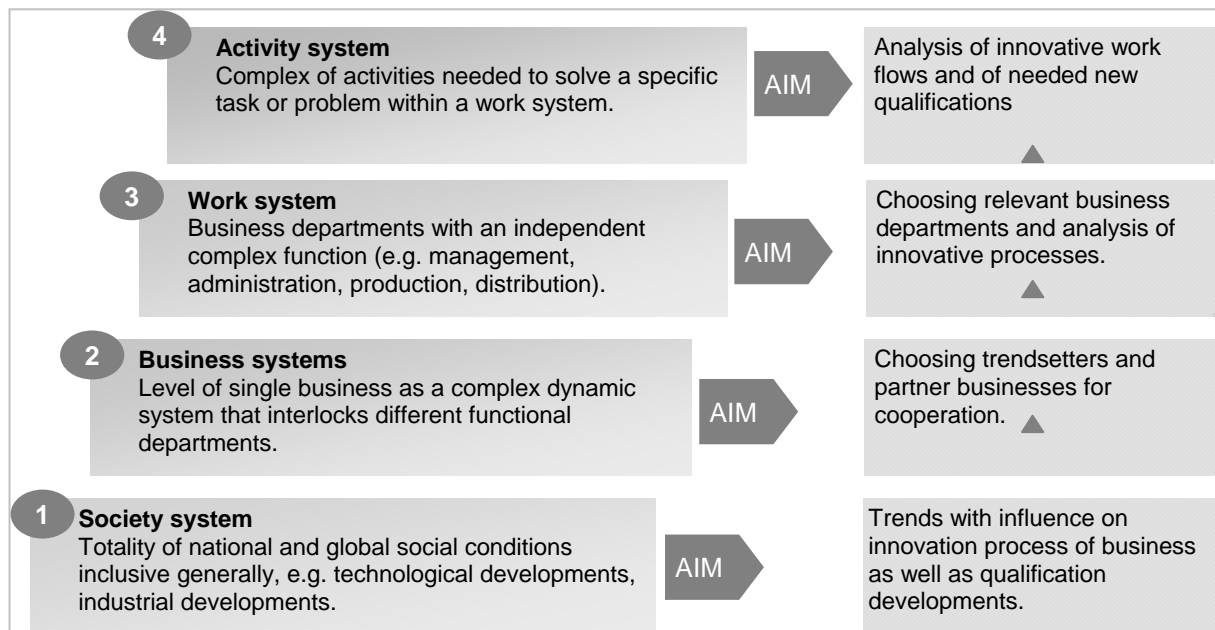 4
Activity system
Complex of activities needed to solve a specific
task or problem within a work system.
AIM
Analysis of innovative work
flows and of needed new
qualifications
3
Work system
Business departments with an independent
complex function (e.g. management,
administration, production, distribution).
AIM
Choosing relevant business
departments and analysis of
innovative processes.
2
Business systems
Level of single business as a complex dynamic
system that interlocks different functional
departments.
AIM
Choosing trendsetters and
partner businesses for
cooperation.
1
Society system
Totality of national and global social conditions
inclusive generally, e.g. technological developments,
industrial developments.
AIM
Trends with influence on
innovation process of business
as well as qualification
developments.